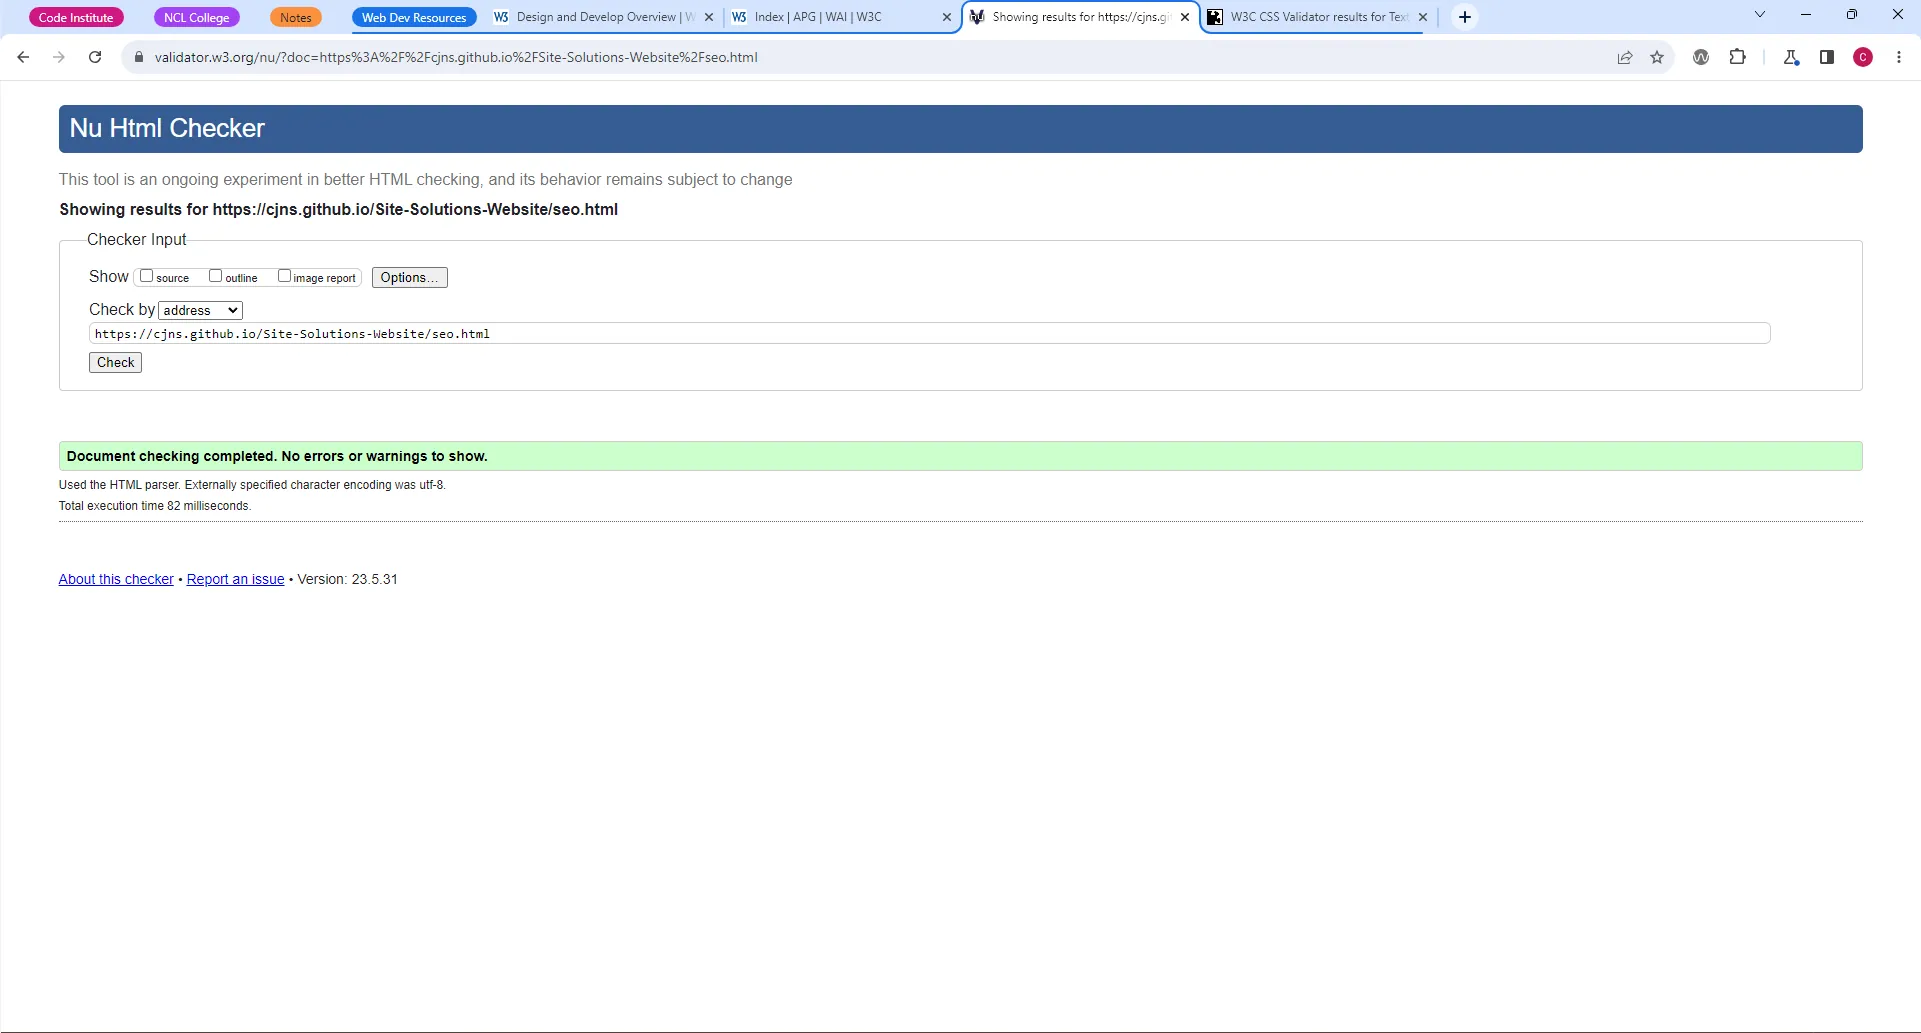 Code Institute NCL College Notes Web Dev Resources W3 Design and Develop Overview | W W3 Index | APG | WAI | W3C Showing results for https://cjns.gi W3C CSS Validator results for Text
validator.w3.org/nu/?doc=https%3A%2F%2Fcjns.github.io%2FSite-Solutions-Website%2Fseo.html C
Nu Html Checker
This tool is an ongoing experiment in better HTML checking, and its behavior remains subject to change
Showing results for https://cjns.github.io/Site-Solutions-Website/seo.html
Checker Input
Show source outline image report Options...
Check by address
https://cjns.github.io/Site-Solutions-Website/seo.html
Check
Document checking completed. No errors or warnings to show.
Used the HTML parser. Externally specified character encoding was utf-8.
Total execution time 82 milliseconds.
About this checker • Report an issue • Version: 23.5.31